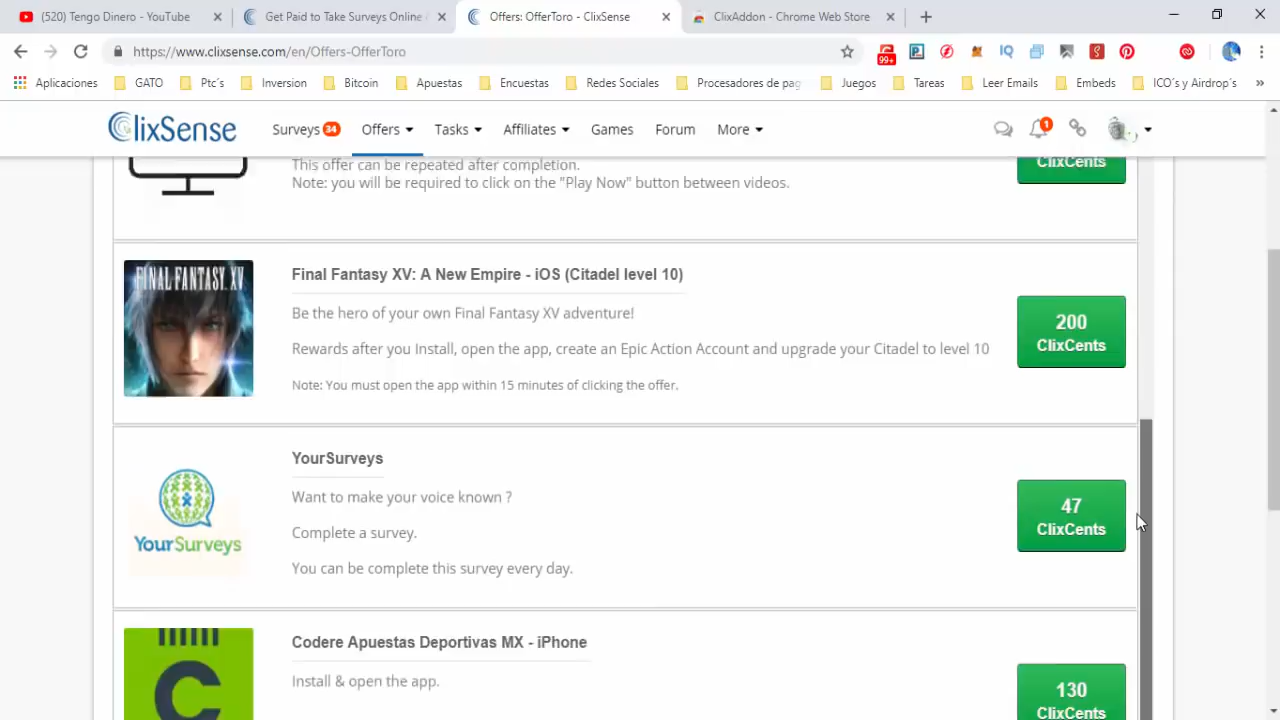 (520) Tengo Dinero - YouTube
Get Paid to Take Surveys Online
Offers: OfferToro - ClixSense
ClixAddon - Chrome Web Store
https://www.clixsense.com/en/Offers-OfferToro
99+
Aplicaciones GATO Ptc´s Inversion Bitcoin Apuestas Encuestas Redes Sociales Procesadores de pag Juegos Tareas Leer Emails Embeds ICO´s y Airdrop´s »
ClixSense Surveys 34 Offers Tasks Affiliates Games Forum More 1
This offer can be repeated after completion.
Note: you will be required to click on the "Play Now" button between videos.
ClixCents
FINAL FANTASY XV
Final Fantasy XV: A New Empire - iOS (Citadel level 10)
Be the hero of your own Final Fantasy XV adventure!
Rewards after you Install, open the app, create an Epic Action Account and upgrade your Citadel to level 10
Note: You must open the app within 15 minutes of clicking the offer.
200
ClixCents
YourSurveys
YourSurveys
Want to make your voice known ?
Complete a survey.
You can be complete this survey every day.
47
ClixCents
Codere Apuestas Deportivas MX - iPhone
Install & open the app.
130
ClixCents